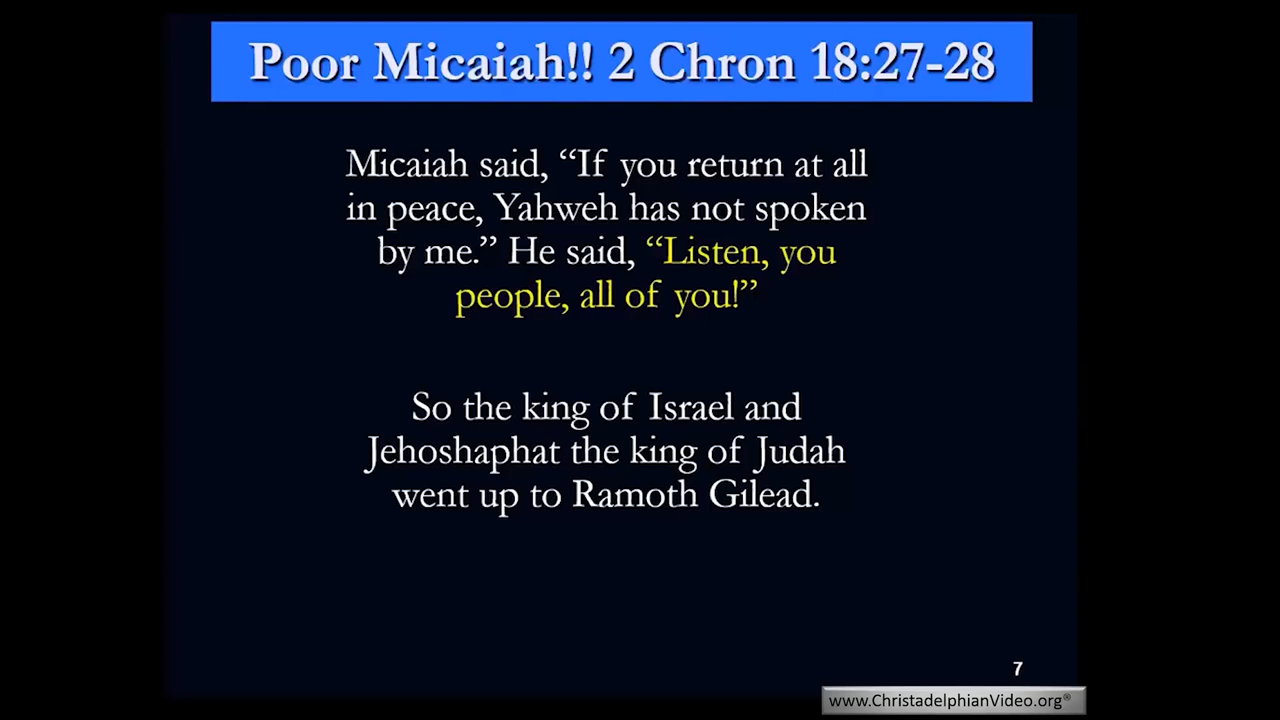 Poor Micaiah!! 2 Chron 18:27-28
Micaiah said, “If you return at all
in peace, Yahweh has not spoken
by me.” He said, “Listen, you
people, all of you!”
So the king of Israel and
Jehoshaphat the king of Judah
went up to Ramoth Gilead.
7
www.ChristadelphianVideo.org®